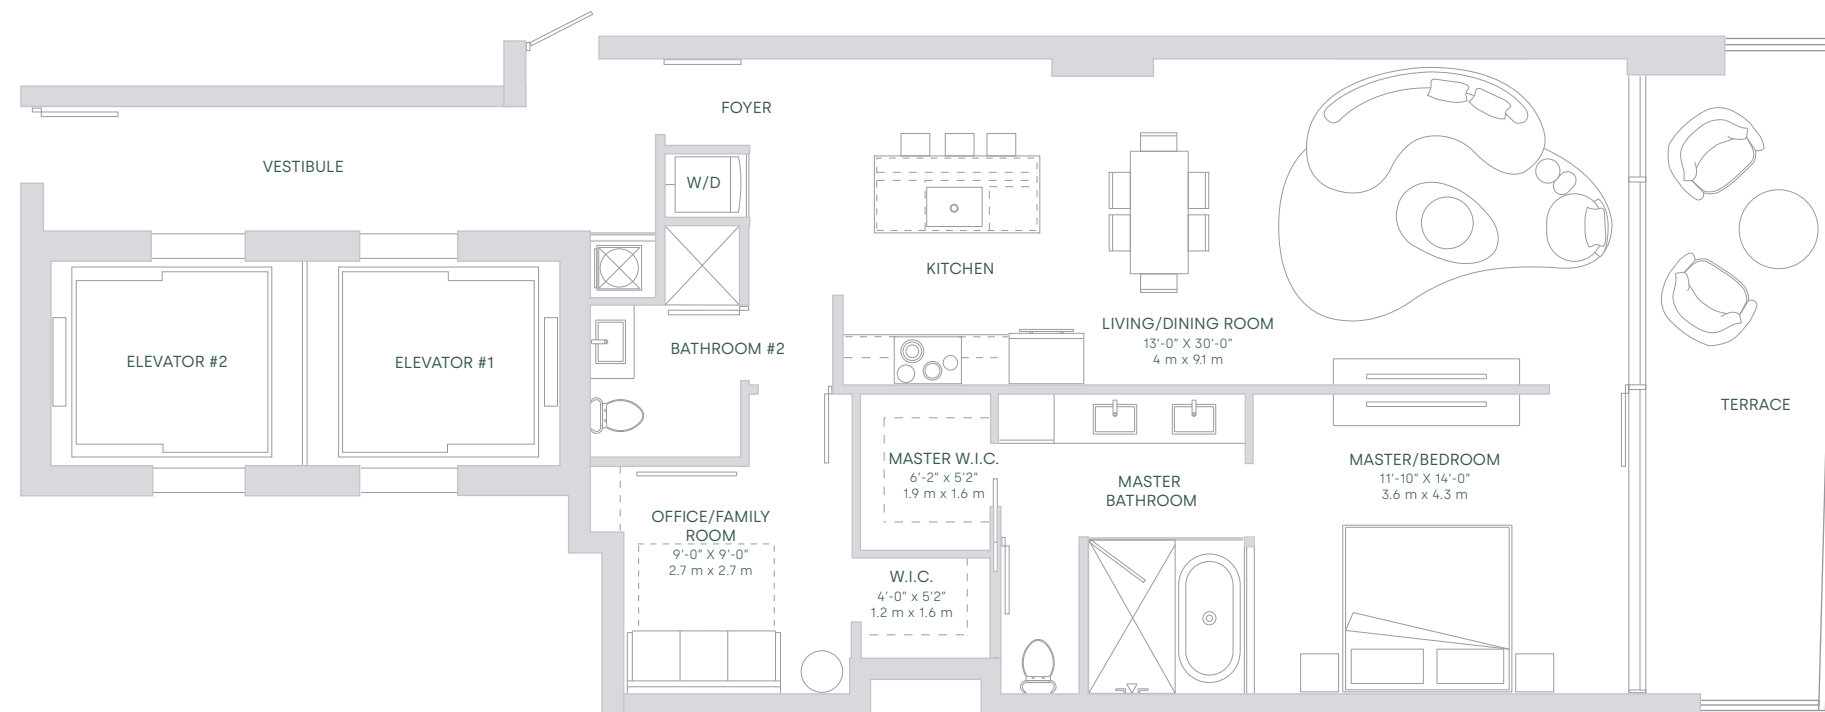 FOYER
VESTIBULE
W/D
KITCHEN
LIVING/DINING ROOM
13'-0" X 30'-0"
4 m x 9.1 m
BATHROOM #2
ELEVATOR #2
ELEVATOR #1
TERRACE
MASTER W.I.C.
6'-2" x 5'2"
1.9 m x 1.6 m
MASTER
BATHROOM
MASTER/BEDROOM
11'-10" X 14'-0"
3.6 m x 4.3 m
OFFICE/FAMILY
ROOM
9'-0" X 9'-0"
2.7 m x 2.7 m
W.I.C.
4'-0" x 5'2"
1.2 m x 1.6 m